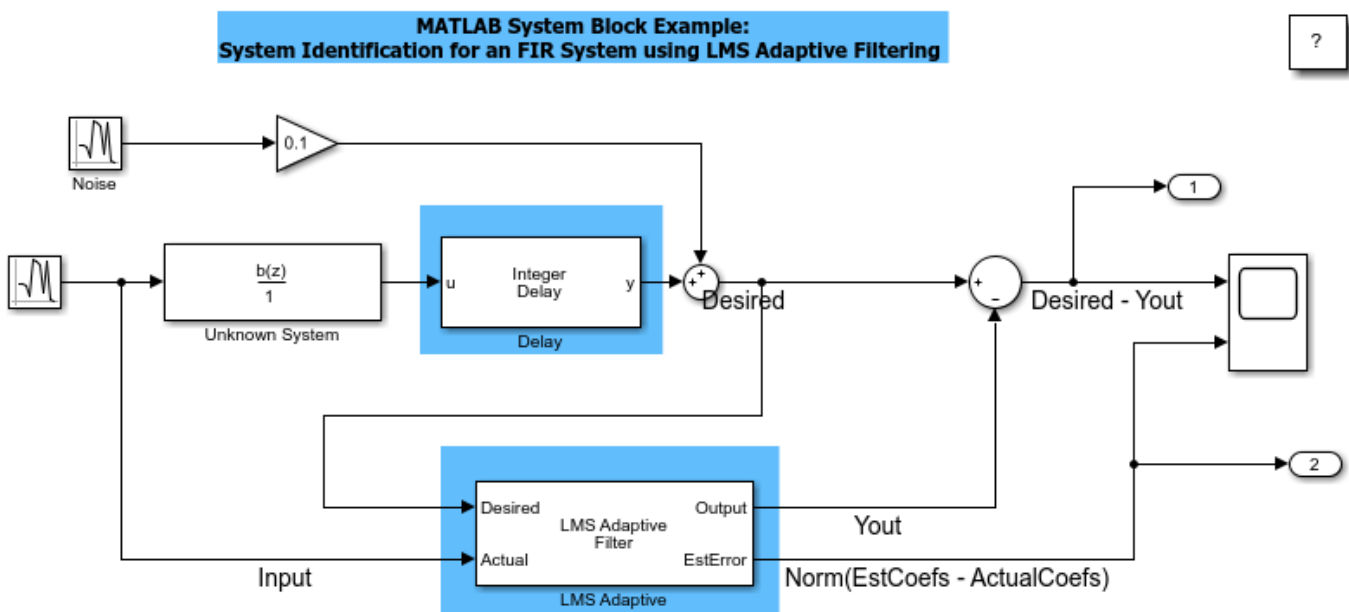 MATLAB System Block Example:
System Identification for an FIR System using LMS Adaptive Filtering
?
0.1
Noise
1
b(z)
1
Unknown System
u
Integer
Delay
y
Delay
+
+
Desired
+
−
Desired - Yout
2
Desired
Actual
LMS Adaptive
Filter
Output
EstError
LMS Adaptive
Input
Yout
Norm(EstCoefs - ActualCoefs)